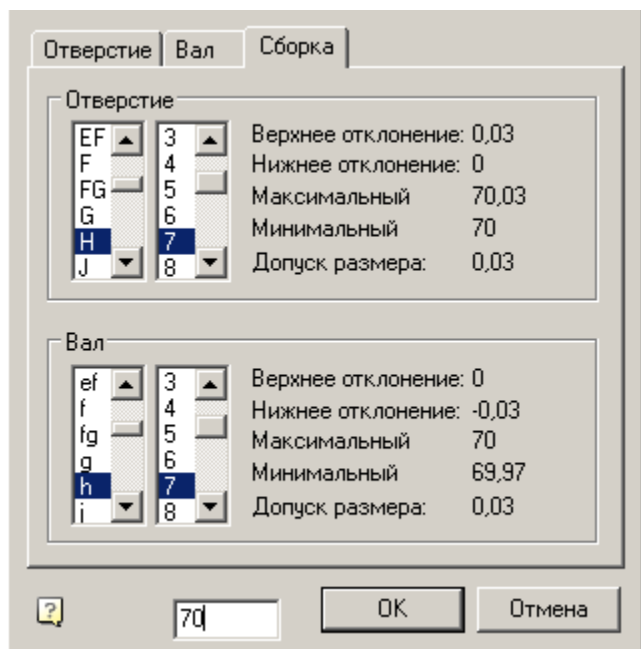 Отверстие Вал Сборка
Отверстие
EF 3 Верхнее отклонение: 0,03
F 4 Нижнее отклонение: 0
FG 5 Максимальный 70,03
G 6 Минимальный 70
H 7 Допуск размера: 0,03
J 8
Вал
ef 3 Верхнее отклонение: 0
f 4 Нижнее отклонение: -0,03
fg 5 Максимальный 70
g 6 Минимальный 69,97
h 7 Допуск размера: 0,03
j 8
? 70 OK Отмена